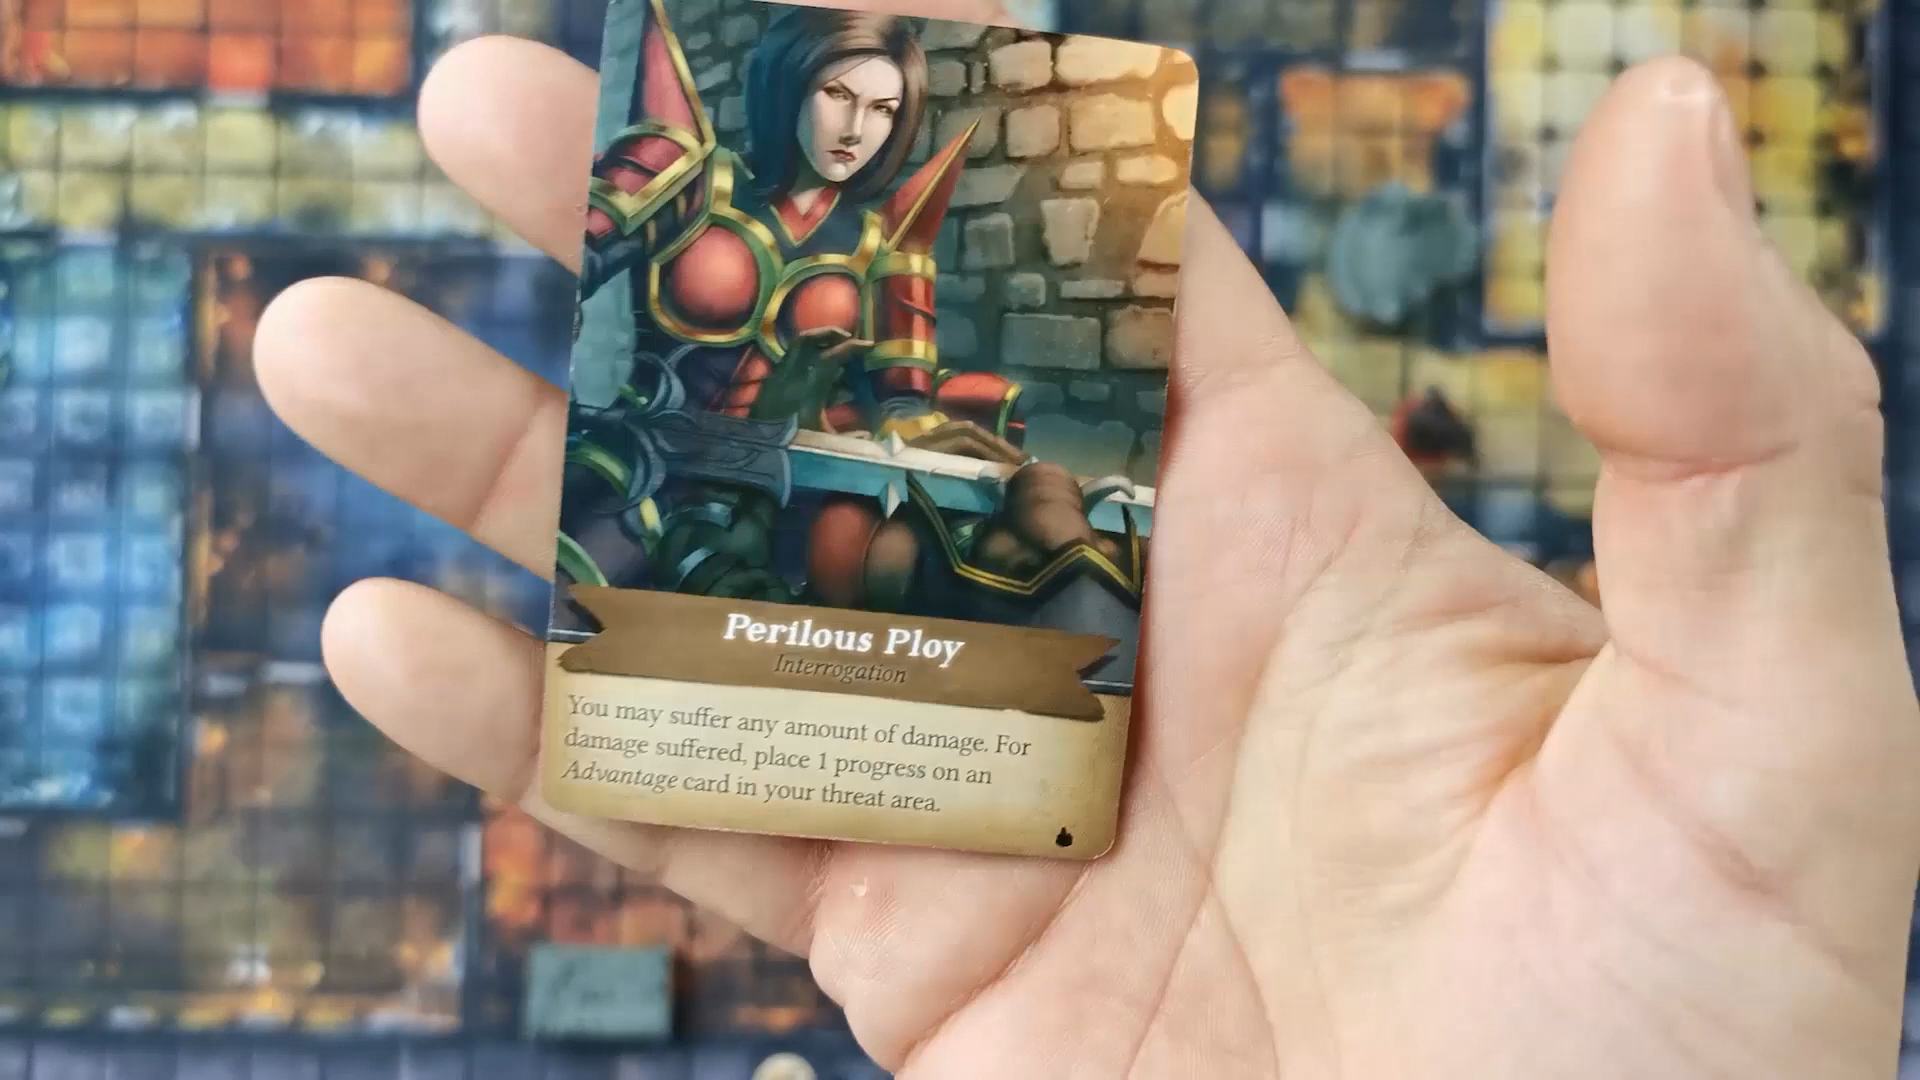 Perilous Ploy
Interrogation
You may suffer any amount of damage. For
damage suffered, place 1 progress on an
Advantage card in your threat area.